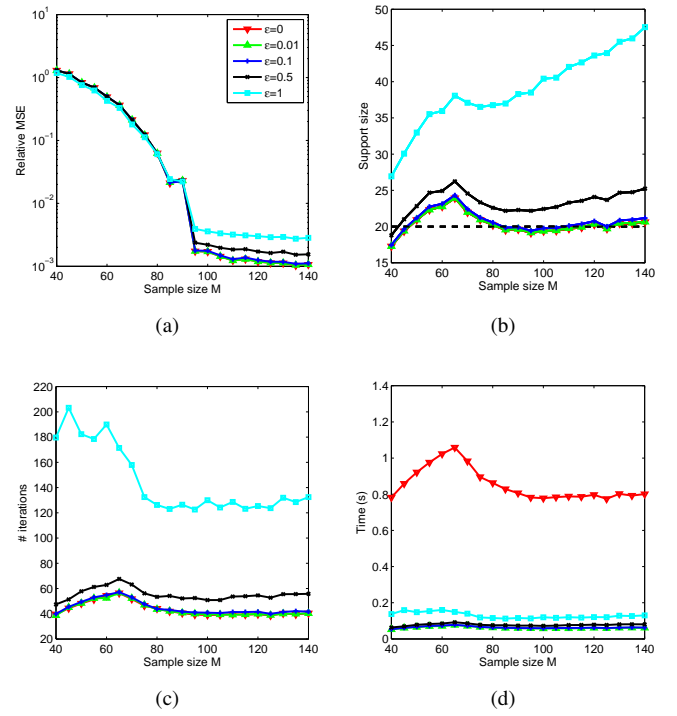 10^1
10^0
10^-1
10^-2
10^-3
Relative MSE
40 60 80 100 120 140
Sample size M
ε=0
ε=0.01
ε=0.1
ε=0.5
ε=1
(a)
50
45
40
35
30
25
20
15
Support size
40 60 80 100 120 140
Sample size M
(b)
220
200
180
160
140
120
100
80
60
40
20
# iterations
40 60 80 100 120 140
Sample size M
(c)
1.4
1.2
1
0.8
0.6
0.4
0.2
0
Time (s)
40 60 80 100 120 140
Sample size M
(d)